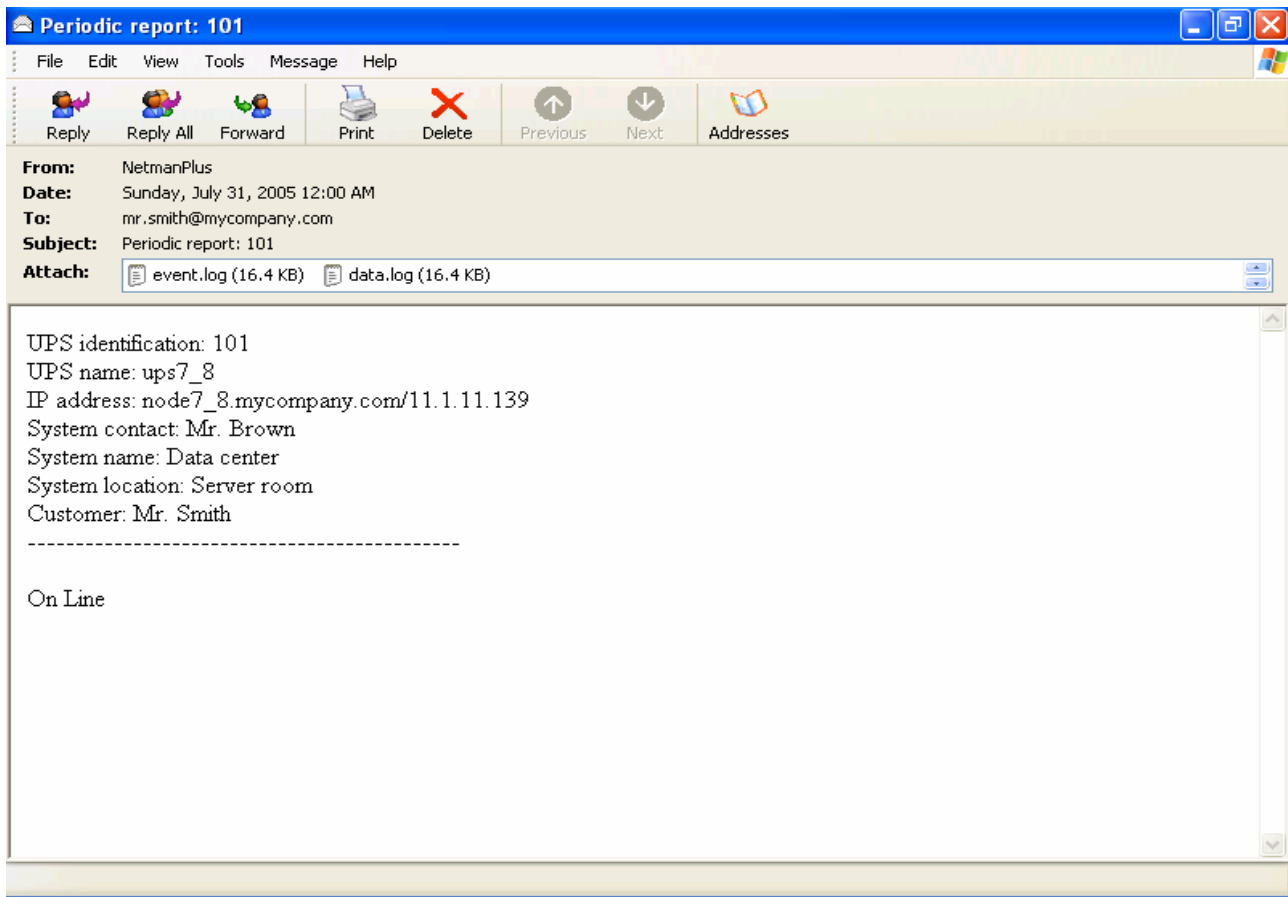 Periodic report: 101
File Edit View Tools Message Help
Reply Reply All Forward Print Delete Previous Next Addresses
From: NetmanPlus
Date: Sunday, July 31, 2005 12:00 AM
To: mr.smith@mycompany.com
Subject: Periodic report: 101
Attach: event.log (16.4 KB) data.log (16.4 KB)
UPS identification: 101
UPS name: ups7_8
IP address: node7_8.mycompany.com/11.1.11.139
System contact: Mr. Brown
System name: Data center
System location: Server room
Customer: Mr. Smith
---------------------------------------------
On Line